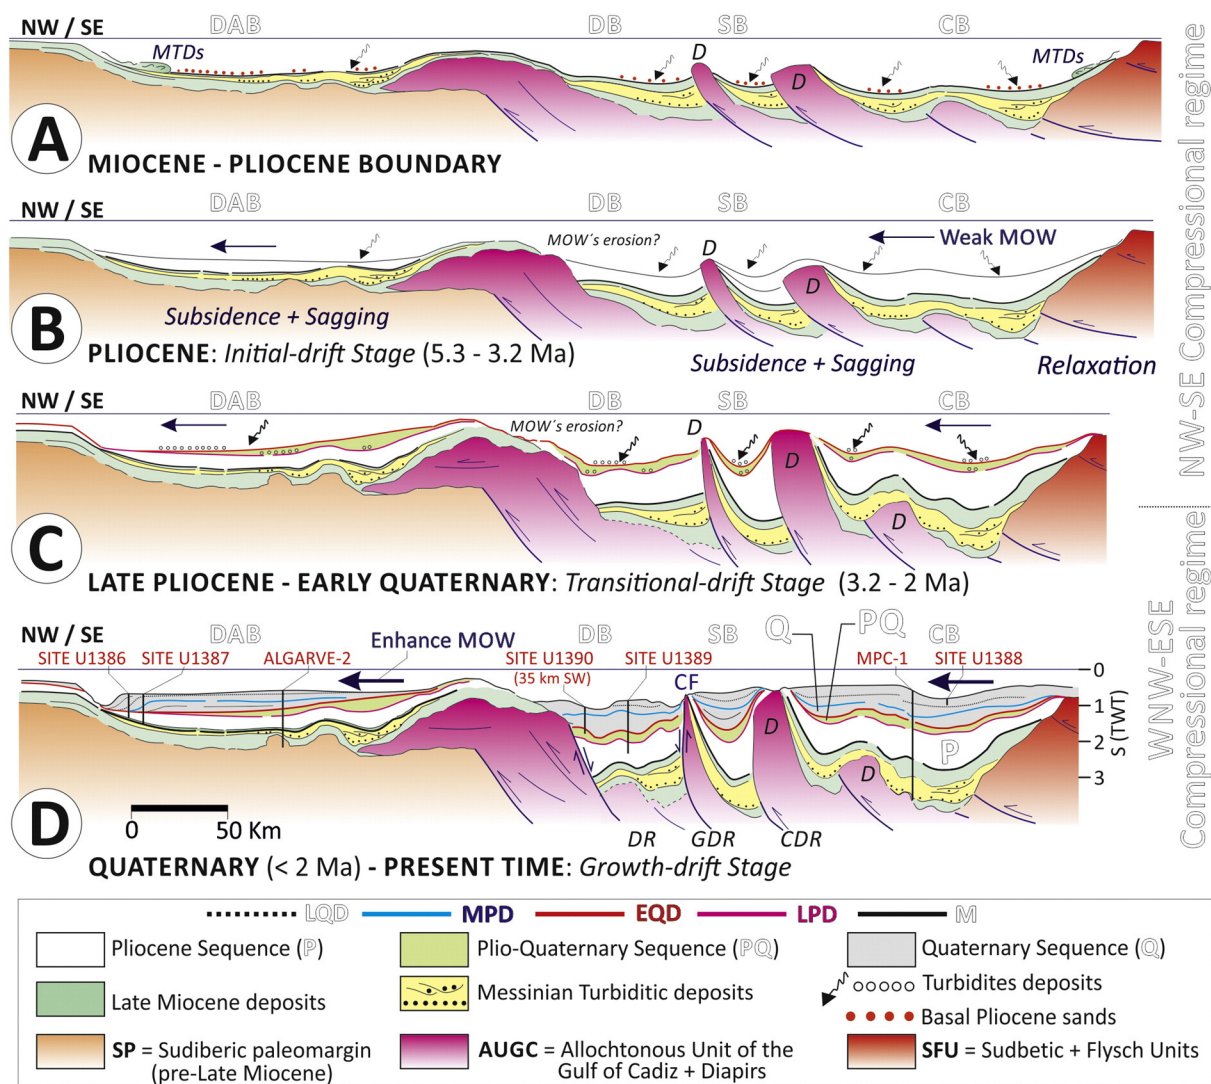 NW / SE DAB DB SB CB
MTDs D D MTDs
A
MIOCENE - PLIOCENE BOUNDARY
NW / SE DAB DB SB CB
MOW´s erosion? D Weak MOW
D
B
Subsidence + Sagging
PLIOCENE: Initial-drift Stage (5.3 - 3.2 Ma)
Subsidence + Sagging Relaxation
NW-SE Compressional regime
NW / SE DAB DB SB CB
MOW´s erosion? D
D
D
C
LATE PLIOCENE - EARLY QUATERNARY: Transitional-drift Stage (3.2 - 2 Ma)
NW / SE DAB Enhance MOW DB SB Q PQ CB
SITE U1386 SITE U1387 ALGARVE-2 SITE U1390 SITE U1389 MPC-1 SITE U1388
(35 km SW) CF
0
1
2
3
S (TWT)
D P
D
D
0 50 Km
DR GDR CDR
QUATERNARY (< 2 Ma) - PRESENT TIME: Growth-drift Stage
WNW-ESE
Compressional regime
LQD MPD EQD LPD M
Pliocene Sequence (P) Plio-Quaternary Sequence (PQ) Quaternary Sequence (Q)
Late Miocene deposits Messinian Turbiditic deposits Turbidites deposits
Basal Pliocene sands
SP = Sudiberic paleomargin AUGC = Allochtonous Unit of the SFU = Sudbetic + Flysch Units
(pre-Late Miocene) Gulf of Cadiz + Diapirs